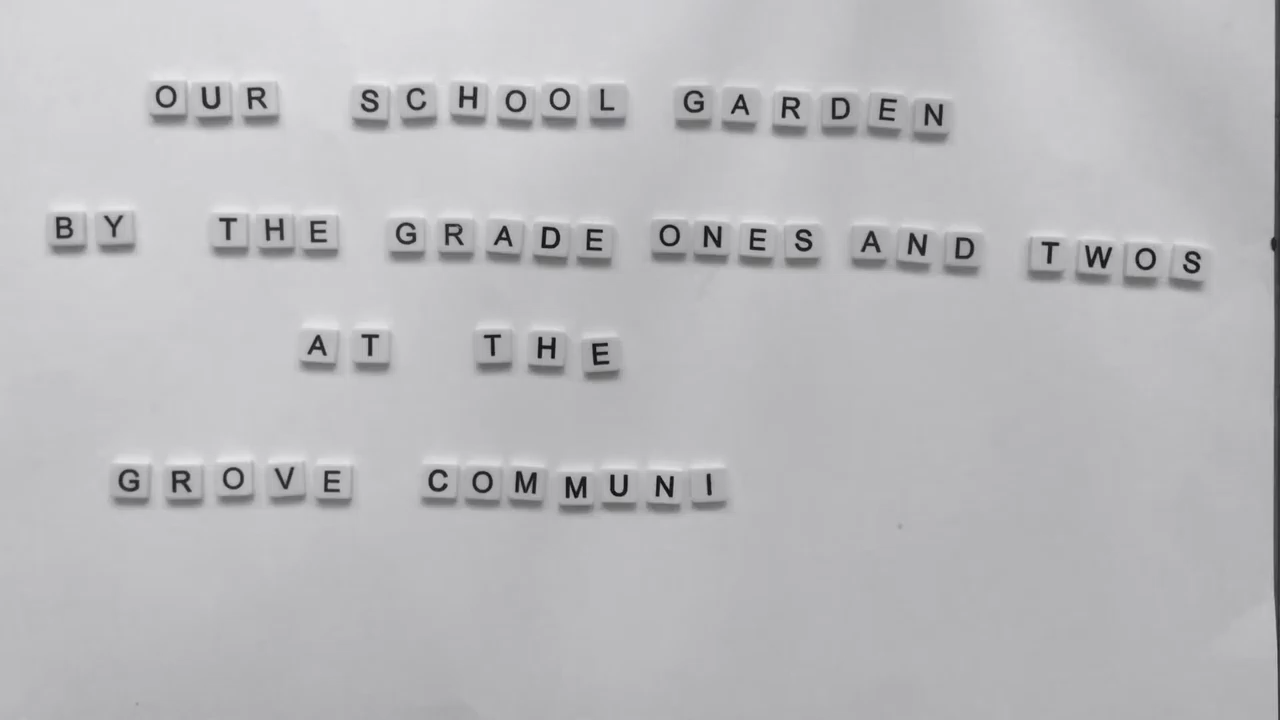 OUR SCHOOL GARDEN
BY THE GRADE ONES AND TWOS
AT THE
GROVE COMMUNI